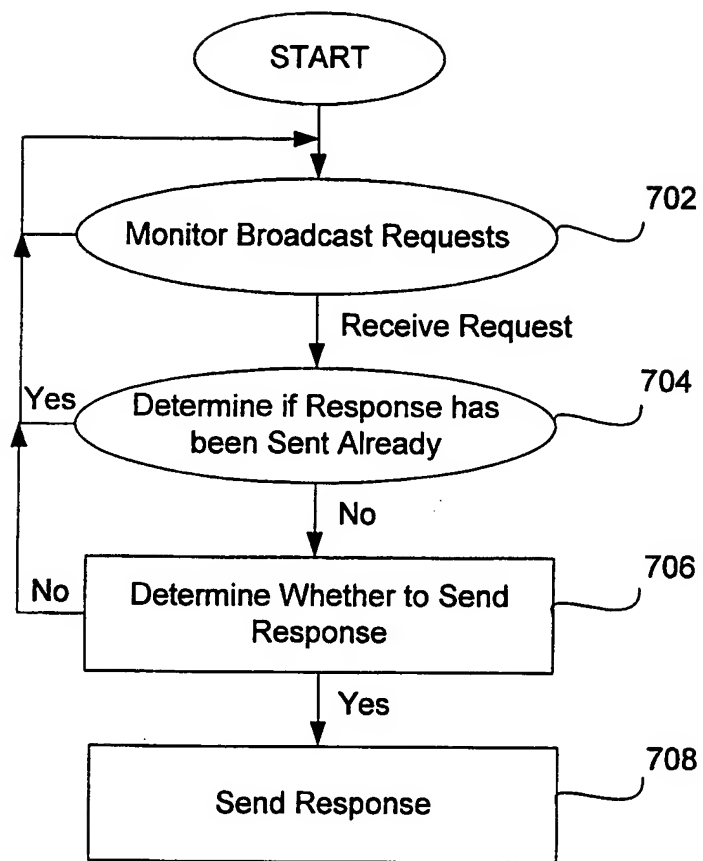 START
702
Monitor Broadcast Requests
Receive Request
704
Yes
Determine if Response has
been Sent Already
No
706
No
Determine Whether to Send
Response
Yes
708
Send Response